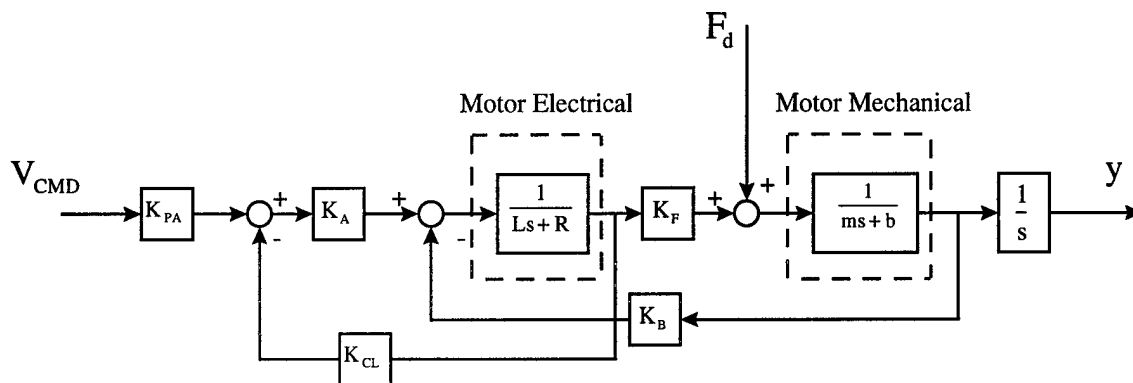 F_d
Motor Electrical
Motor Mechanical
V_CMD
K_PA
+
-
K_A
+
-
1
Ls + R
K_F
+
+
1
ms + b
1
s
y
K_B
K_CL